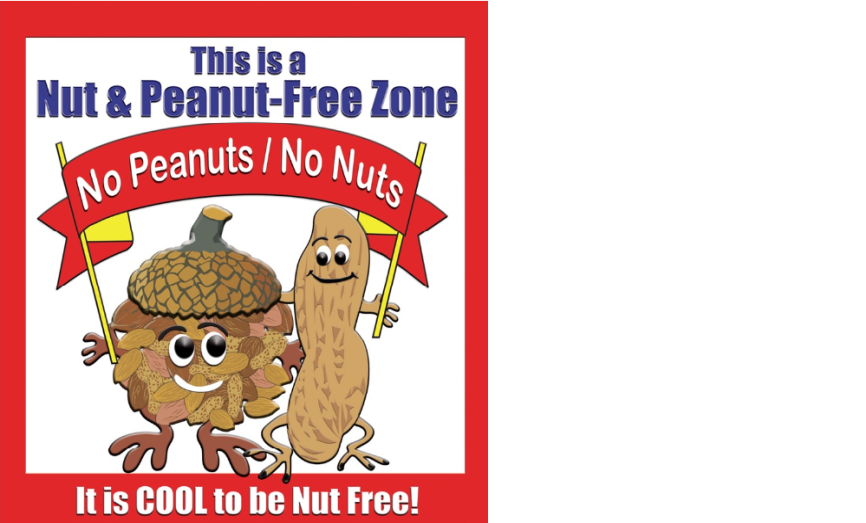 This is a
Nut & Peanut-Free Zone
No Peanuts / No Nuts
It is COOL to be Nut Free!